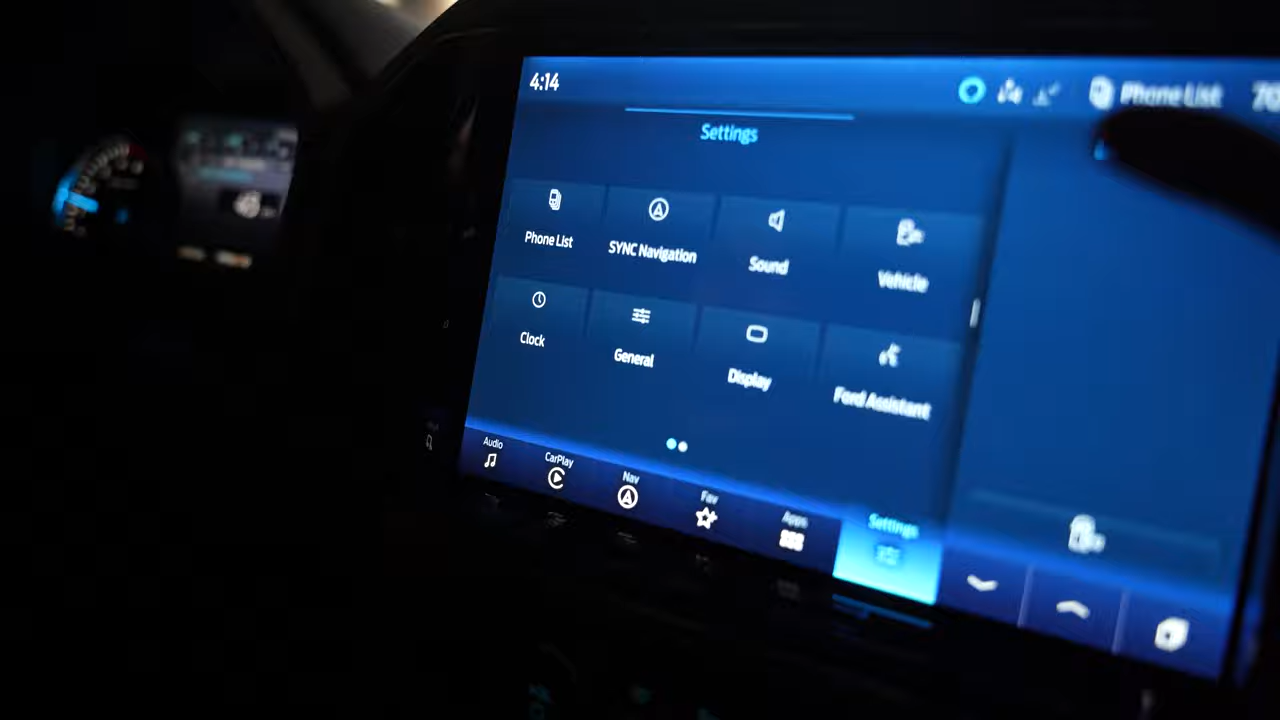 4:14
Phone List
70
Settings
Phone List
SYNC Navigation
Sound
Vehicle
Clock
General
Display
Ford Assistant
Audio
CarPlay
Nav
Fav
Apps
Settings